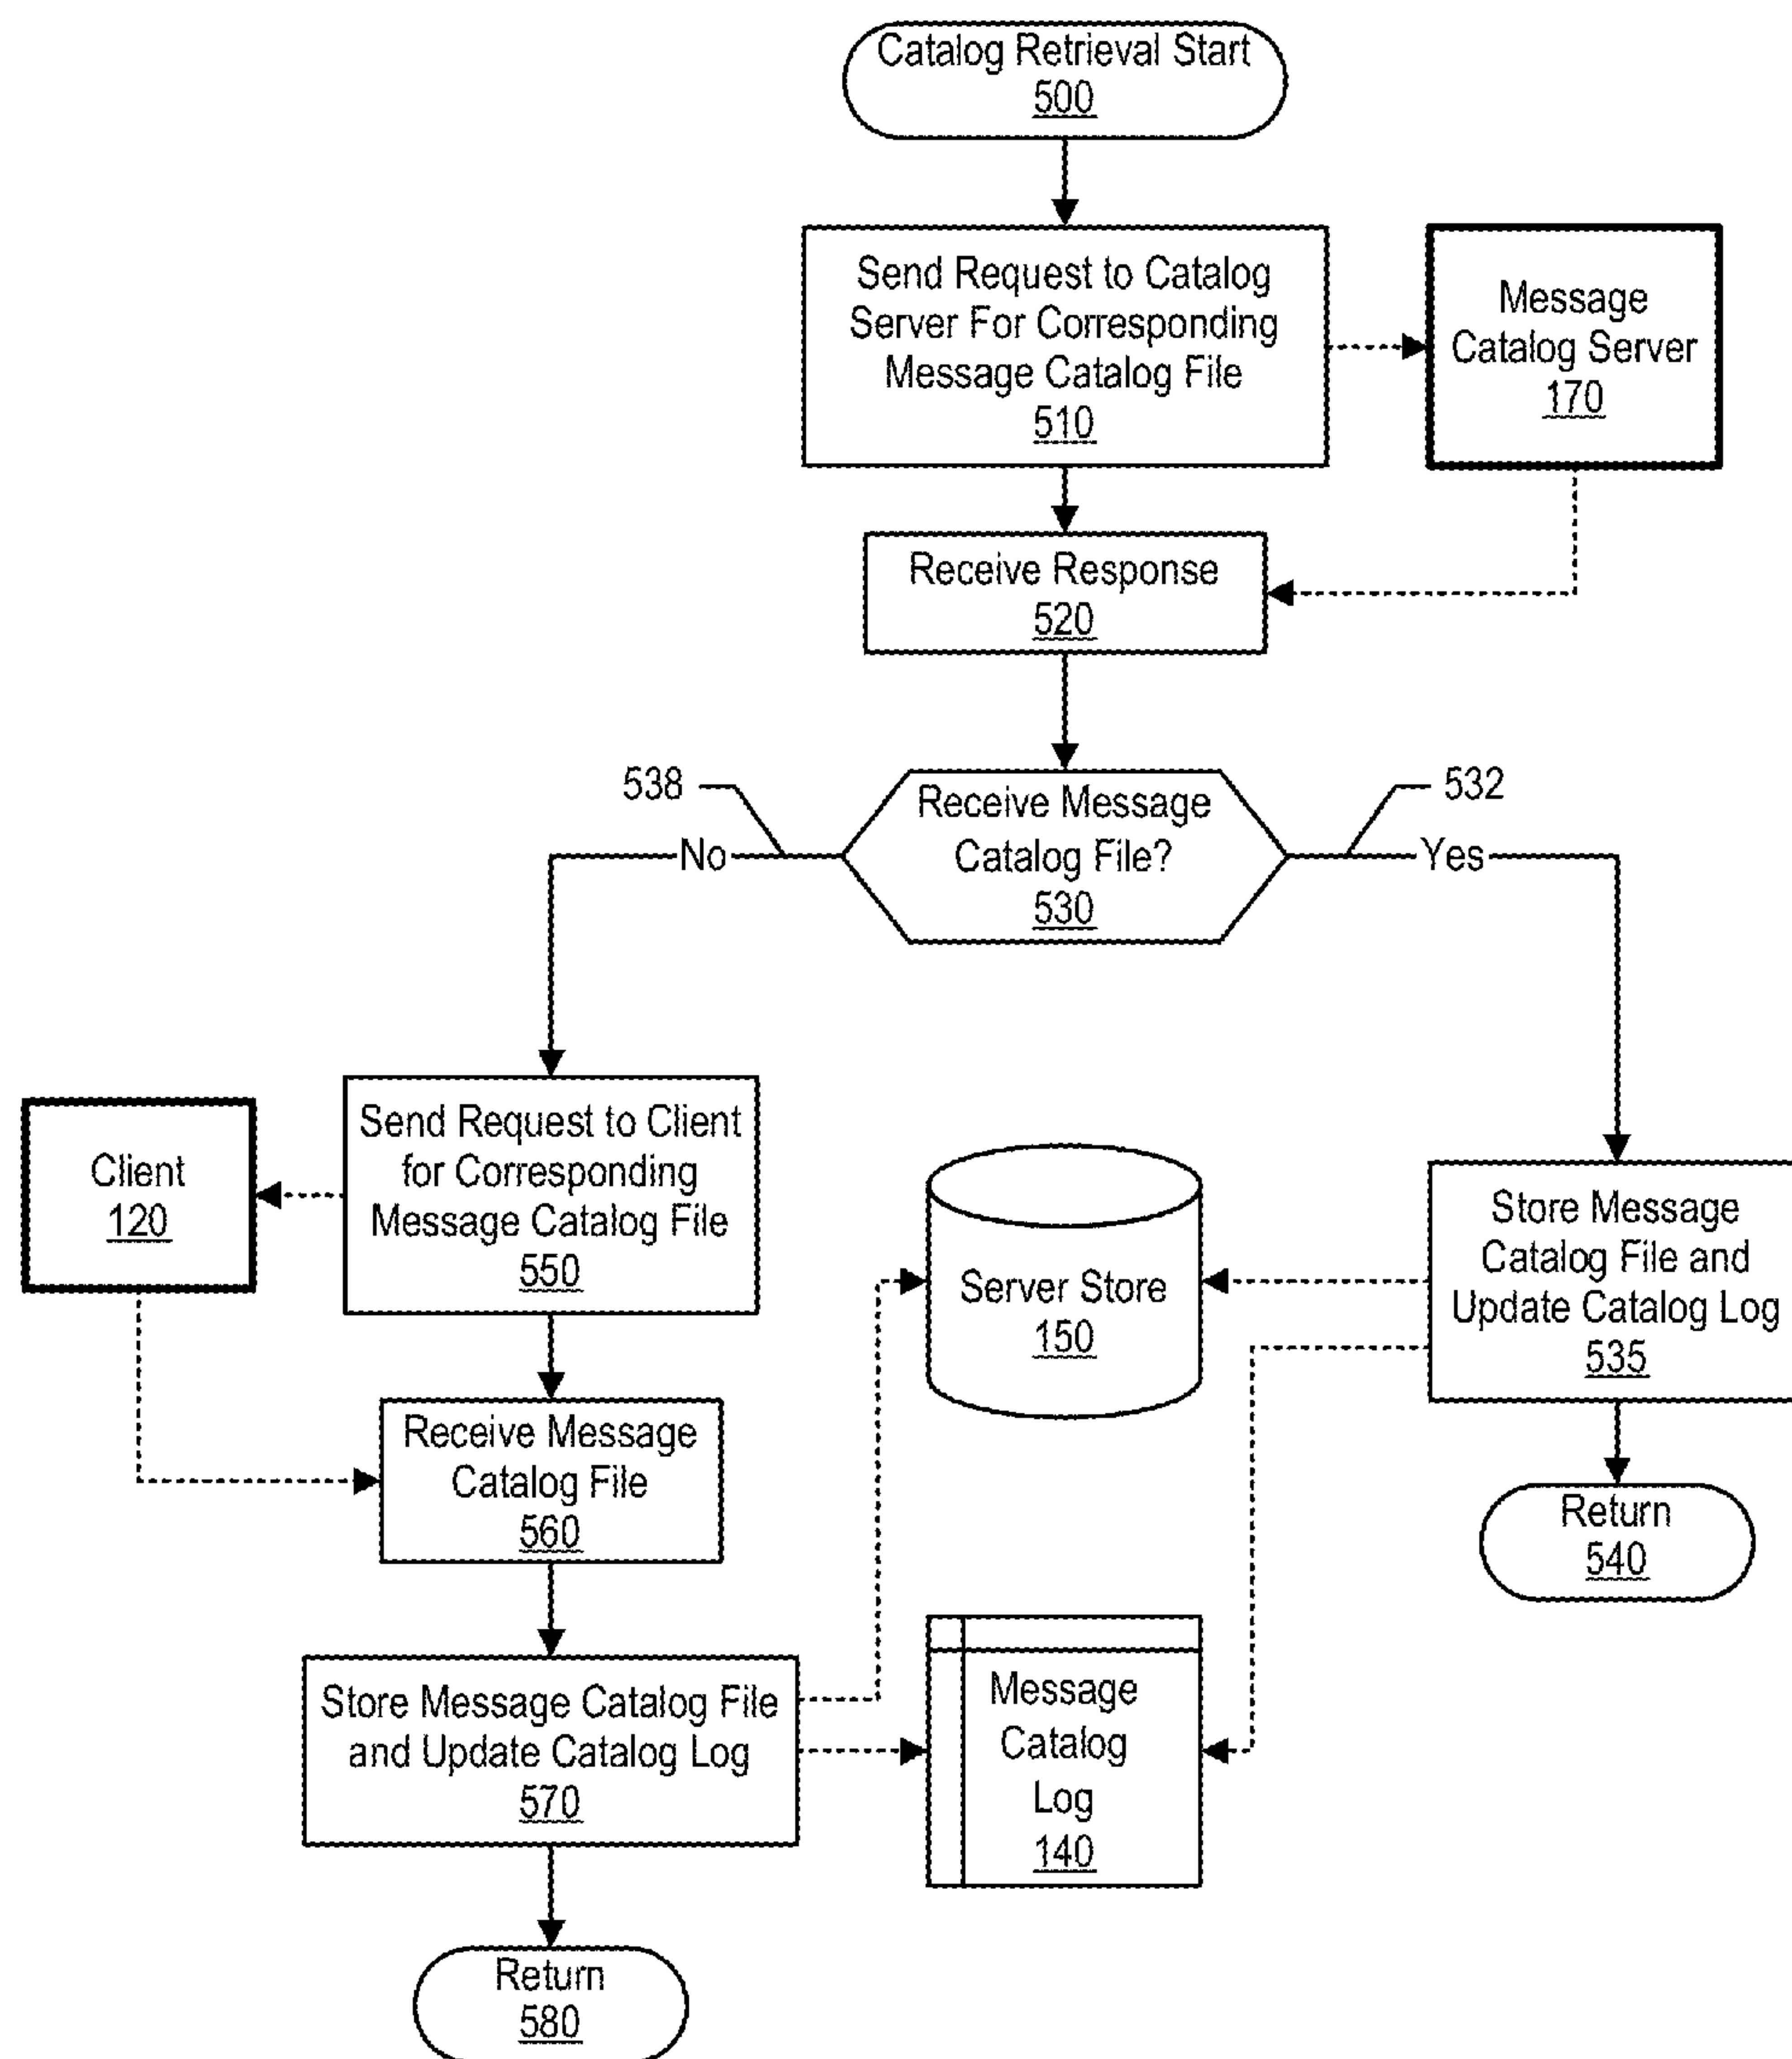 Catalog Retrieval Start
500
Send Request to Catalog
Server For Corresponding
Message Catalog File
510
Message
Catalog Server
170
Receive Response
520
538
532
Receive Message
Catalog File?
530
No
Yes
Send Request to Client
for Corresponding
Message Catalog File
550
Client
120
Server Store
150
Store Message
Catalog File and
Update Catalog Log
535
Receive Message
Catalog File
560
Return
540
Store Message Catalog File
and Update Catalog Log
570
Message
Catalog
Log
140
Return
580